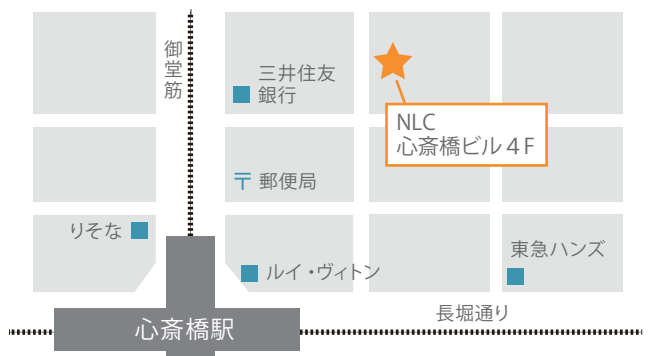 御堂筋
三井住友
銀行
NLC
心斎橋ビル４F
〒郵便局
りそな
ルイ・ヴィトン
東急ハンズ
長堀通り
心斎橋駅